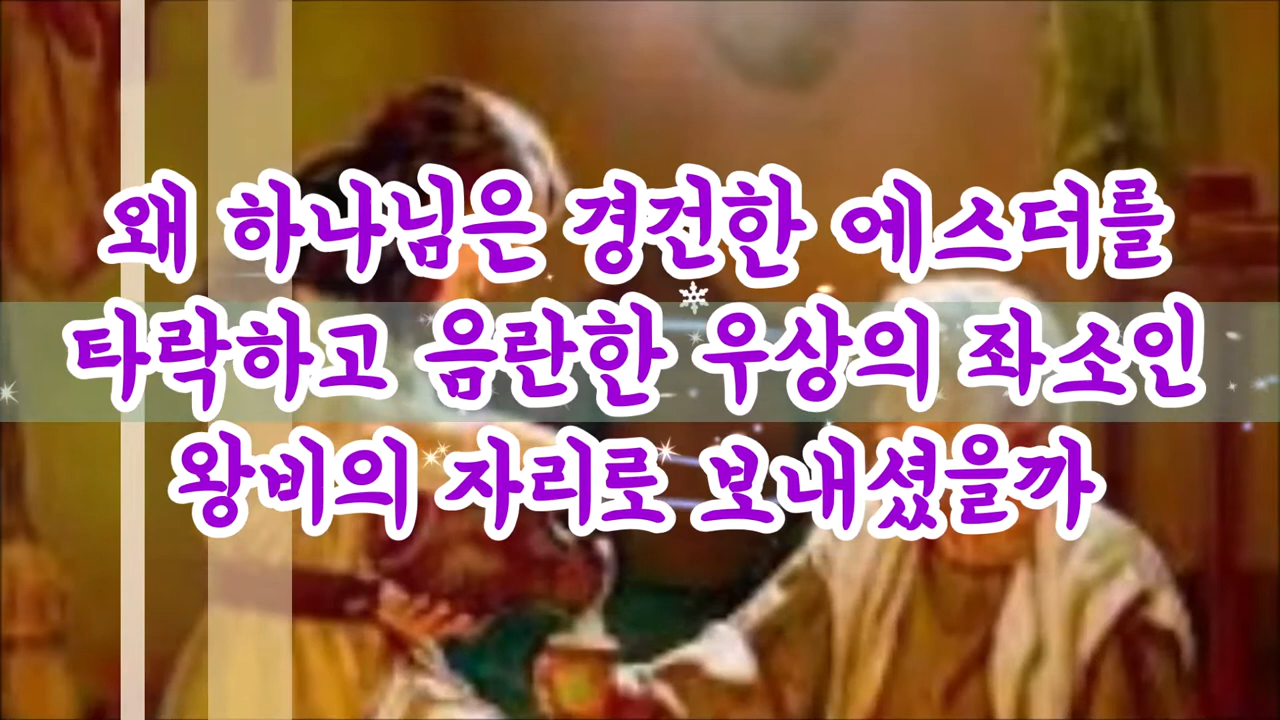 왜 하나님은 경건한 에스더를
타락하고 음란한 우상의 좌소인
왕비의 자리로 보내셨을까